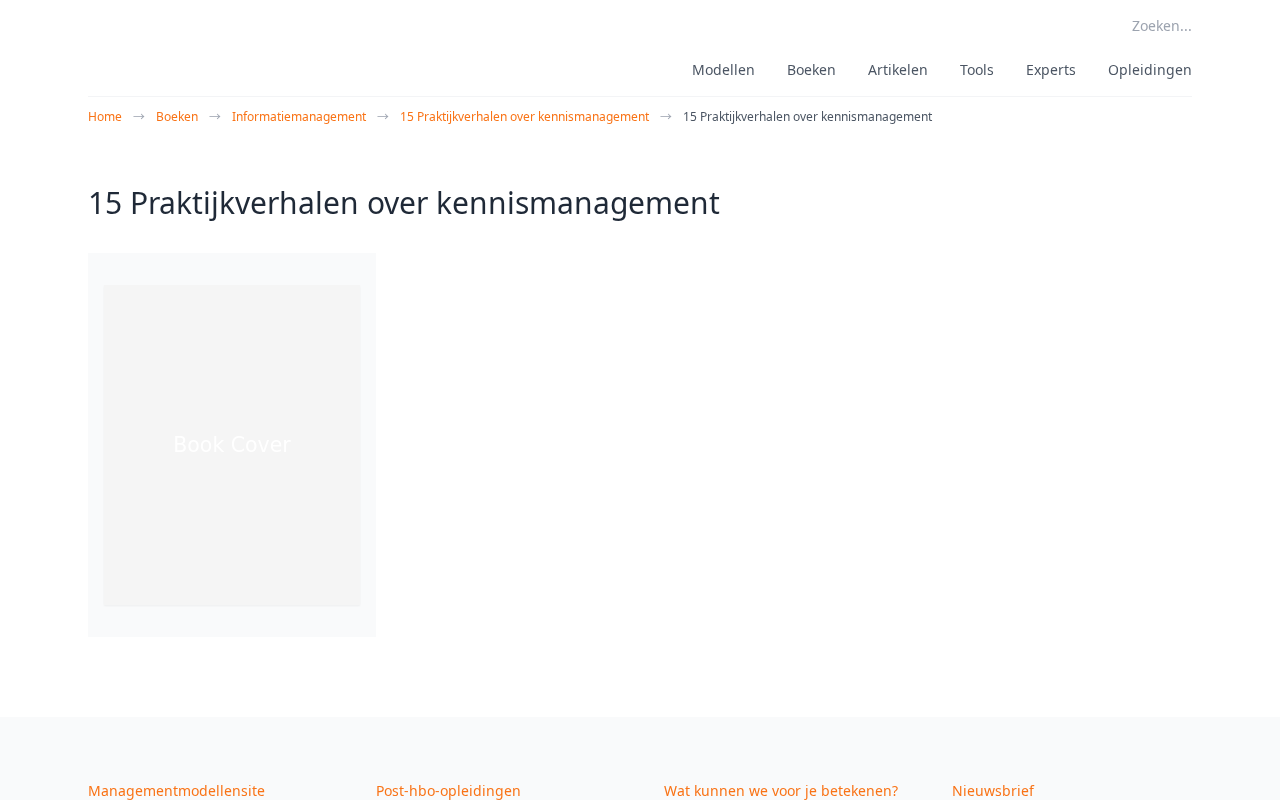 Zoeken...
Modellen Boeken Artikelen Tools Experts Opleidingen
Home → Boeken → Informatiemanagement → 15 Praktijkverhalen over kennismanagement → 15 Praktijkverhalen over kennismanagement
15 Praktijkverhalen over kennismanagement
Book Cover
Managementmodellensite Post-hbo-opleidingen Wat kunnen we voor je betekenen? Nieuwsbrief